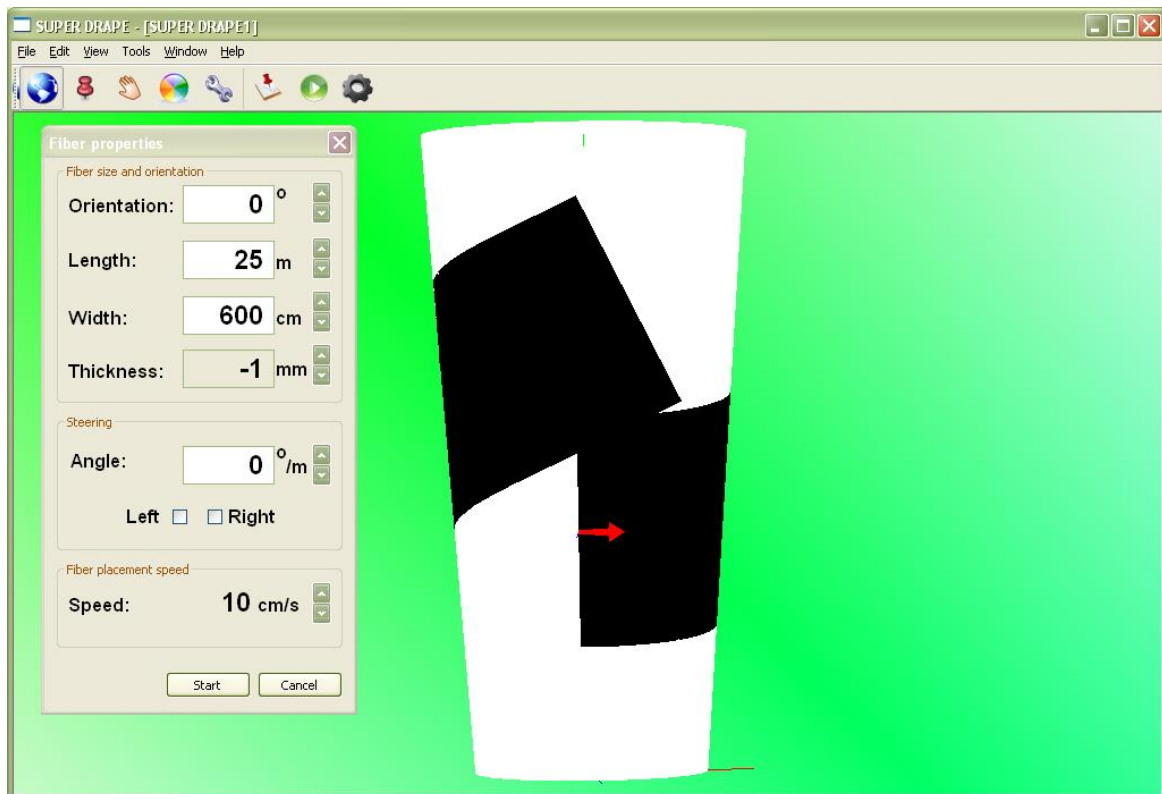 SUPER DRAPE - [SUPER DRAPE1]
File Edit View Tools Window Help
Fiber properties
Fiber size and orientation
Orientation: 0 °
Length: 25 m
Width: 600 cm
Thickness: -1 mm
Steering
Angle: 0 °/m
Left Right
Fiber placement speed
Speed: 10 cm/s
Start Cancel